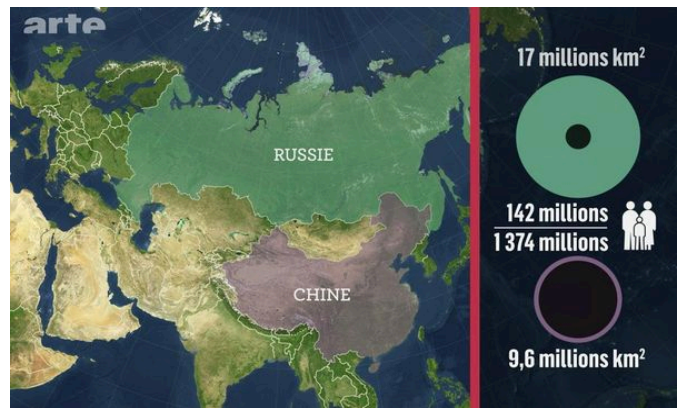 arte
RUSSIE
CHINE
17 millions km²
142 millions
1 374 millions
9,6 millions km²